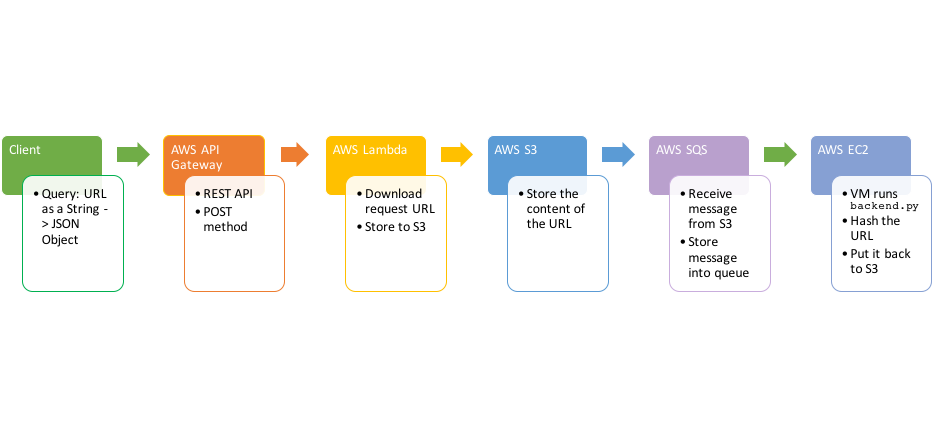 Client
• Query: URL
as a String -
> JSON
Object
AWS API
Gateway
• REST API
• POST
method
AWS Lambda
• Download
request URL
• Store to S3
AWS S3
• Store the
content of
the URL
AWS SQS
• Receive
message
from S3
• Store
message
into queue
AWS EC2
• VM runs
backend.py
• Hash the
URL
• Put it back
to S3